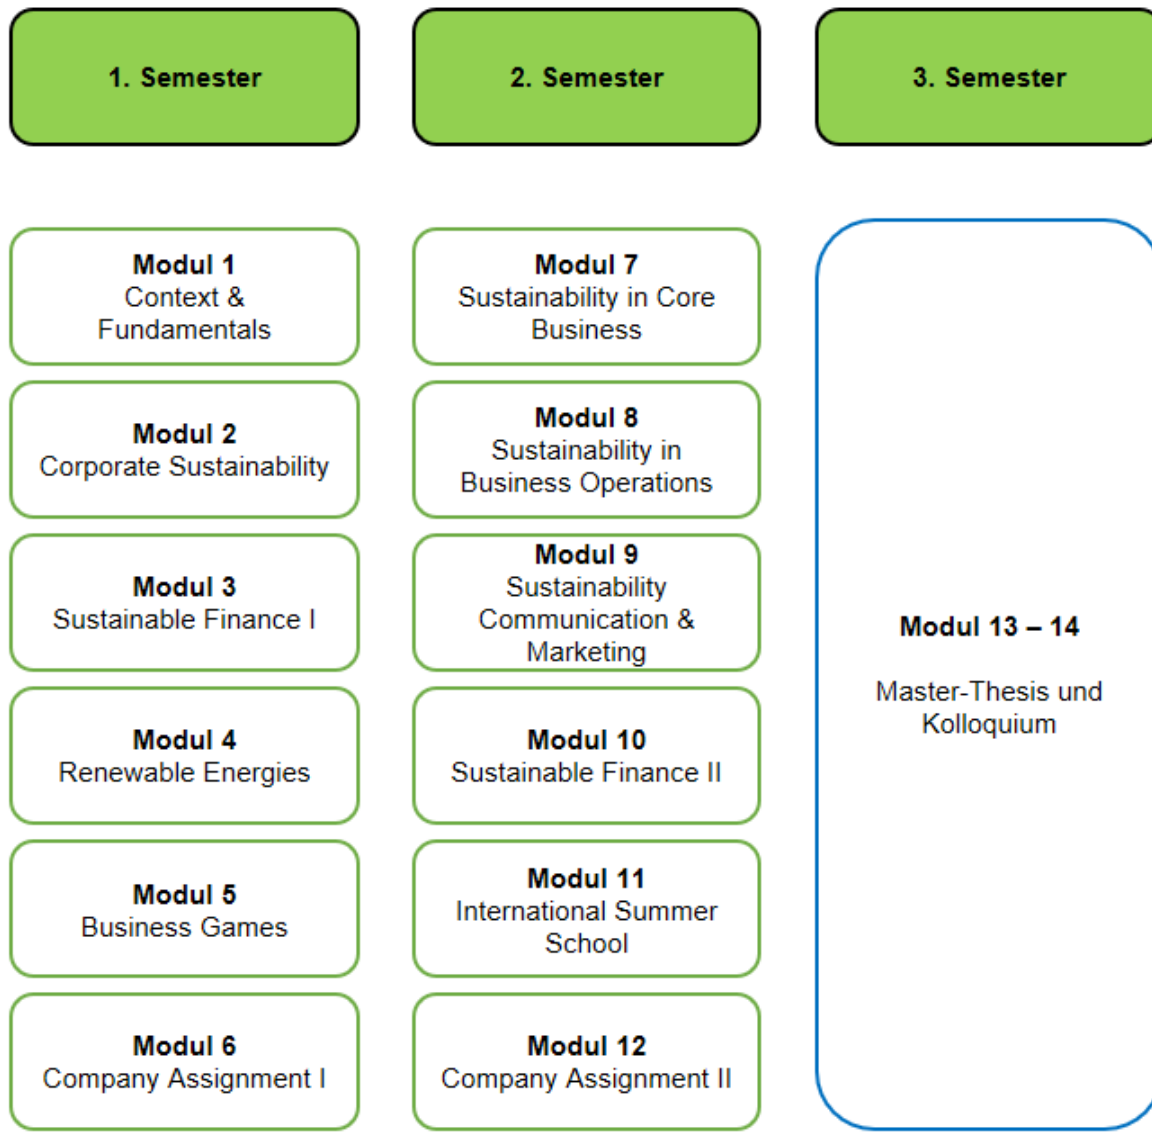 1. Semester
2. Semester
3. Semester
Modul 1
Context &
Fundamentals
Modul 2
Corporate Sustainability
Modul 3
Sustainable Finance I
Modul 4
Renewable Energies
Modul 5
Business Games
Modul 6
Company Assignment I
Modul 7
Sustainability in Core
Business
Modul 8
Sustainability in
Business Operations
Modul 9
Sustainability
Communication &
Marketing
Modul 10
Sustainable Finance II
Modul 11
International Summer
School
Modul 12
Company Assignment II
Modul 13 – 14
Master-Thesis und
Kolloquium